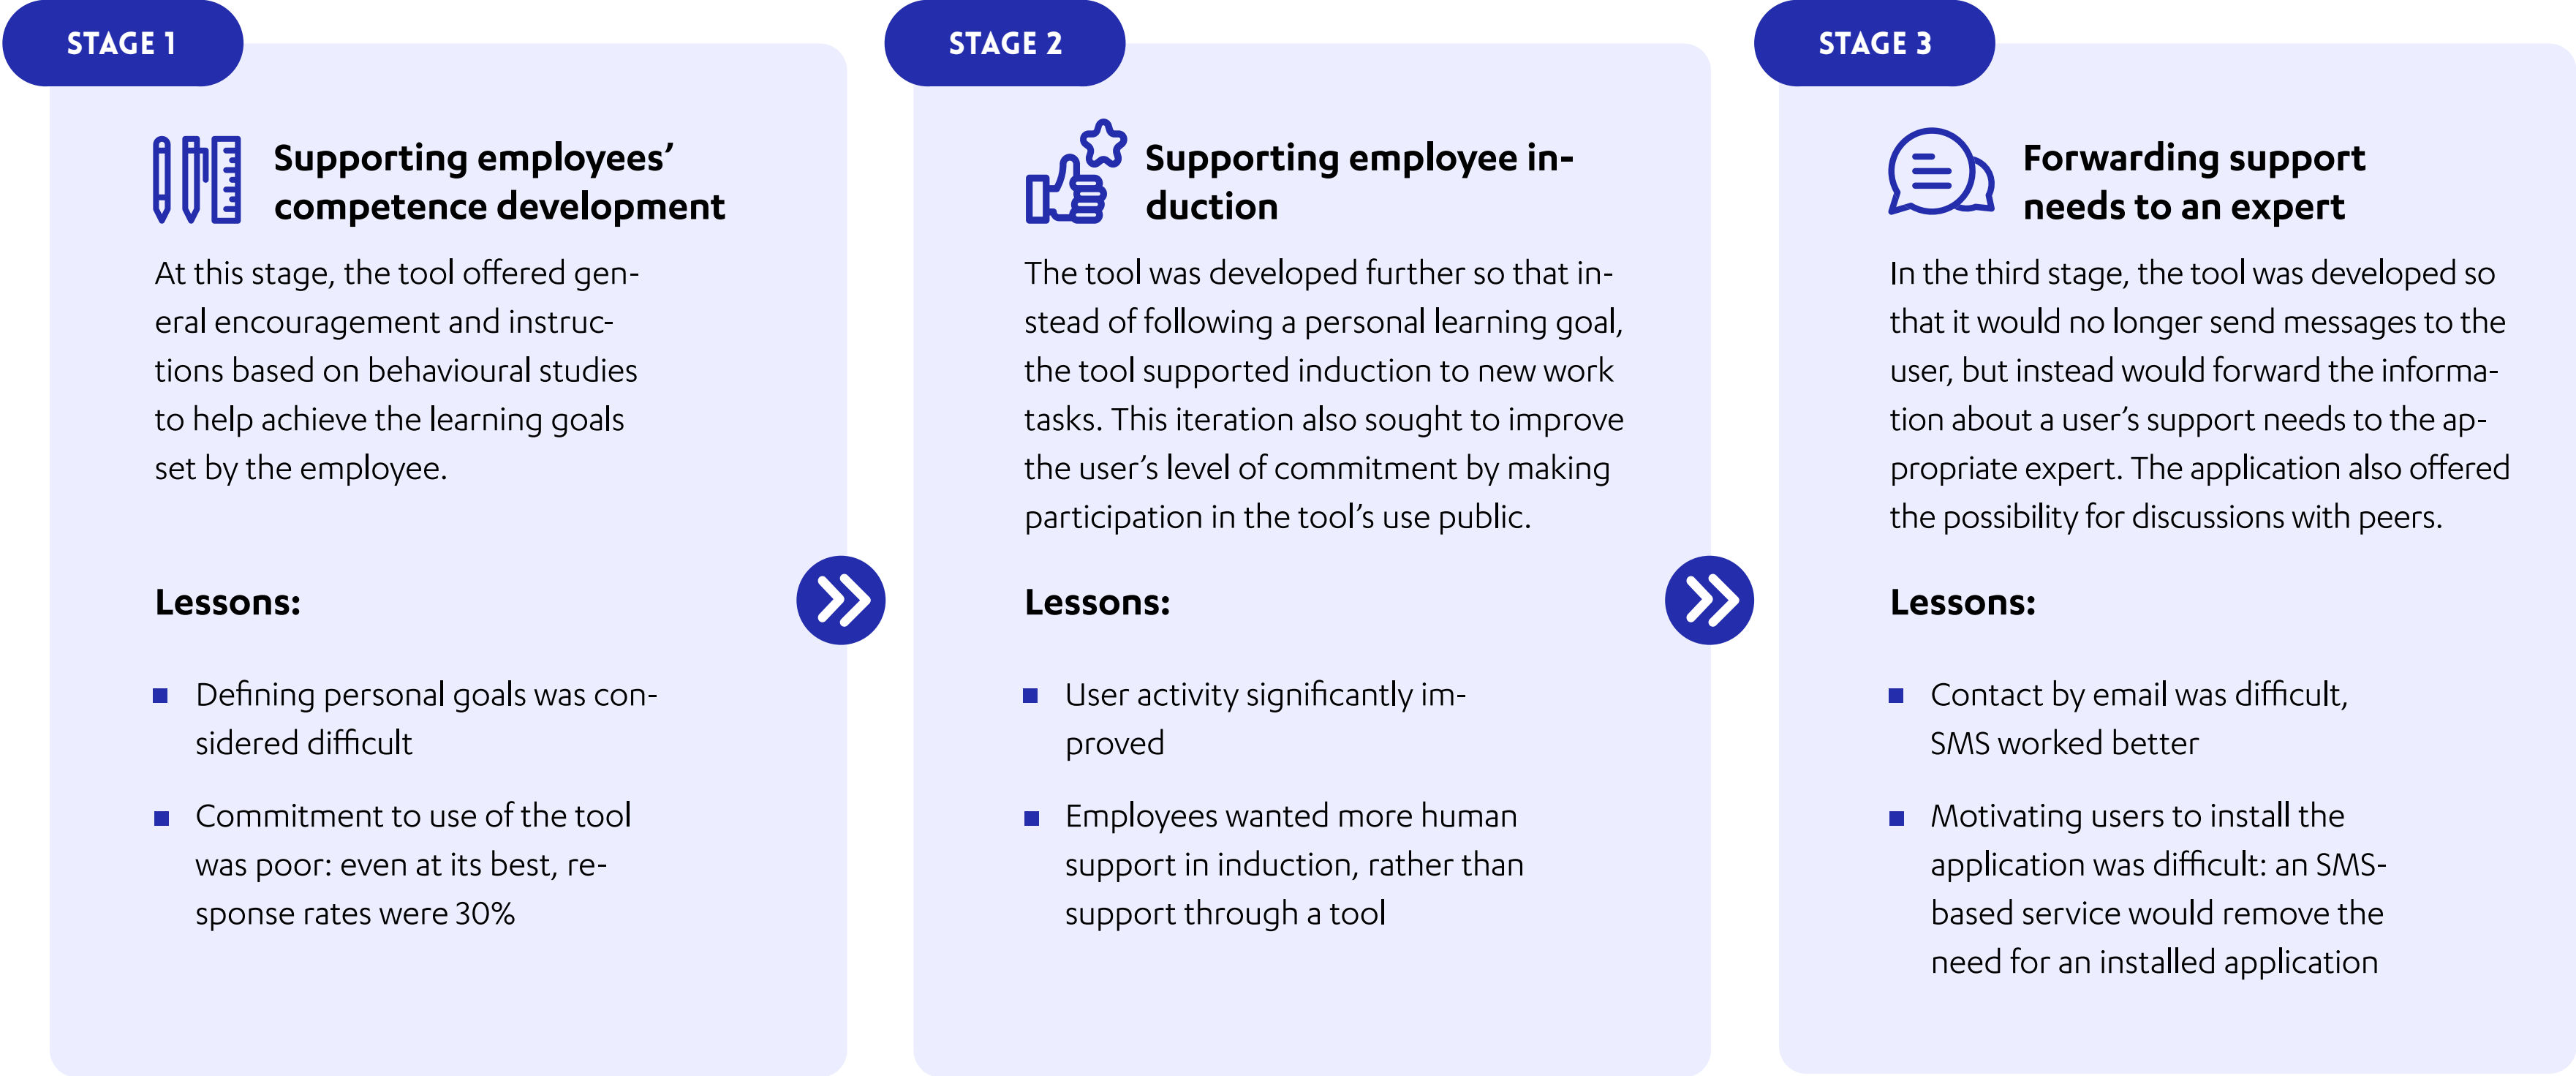 STAGE 1
Supporting employees’
competence development
At this stage, the tool offered gen-
eral encouragement and instruc-
tions based on behavioural studies
to help achieve the learning goals
set by the employee.
Lessons:
Defining personal goals was con-
sidered difficult
Commitment to use of the tool
was poor: even at its best, re-
sponse rates were 30%
STAGE 2
Supporting employee in-
duction
The tool was developed further so that in-
stead of following a personal learning goal,
the tool supported induction to new work
tasks. This iteration also sought to improve
the user’s level of commitment by making
participation in the tool’s use public.
Lessons:
User activity significantly im-
proved
Employees wanted more human
support in induction, rather than
support through a tool
STAGE 3
Forwarding support
needs to an expert
In the third stage, the tool was developed so
that it would no longer send messages to the
user, but instead would forward the informa-
tion about a user’s support needs to the ap-
propriate expert. The application also offered
the possibility for discussions with peers.
Lessons:
Contact by email was difficult,
SMS worked better
Motivating users to install the
application was difficult: an SMS-
based service would remove the
need for an installed application